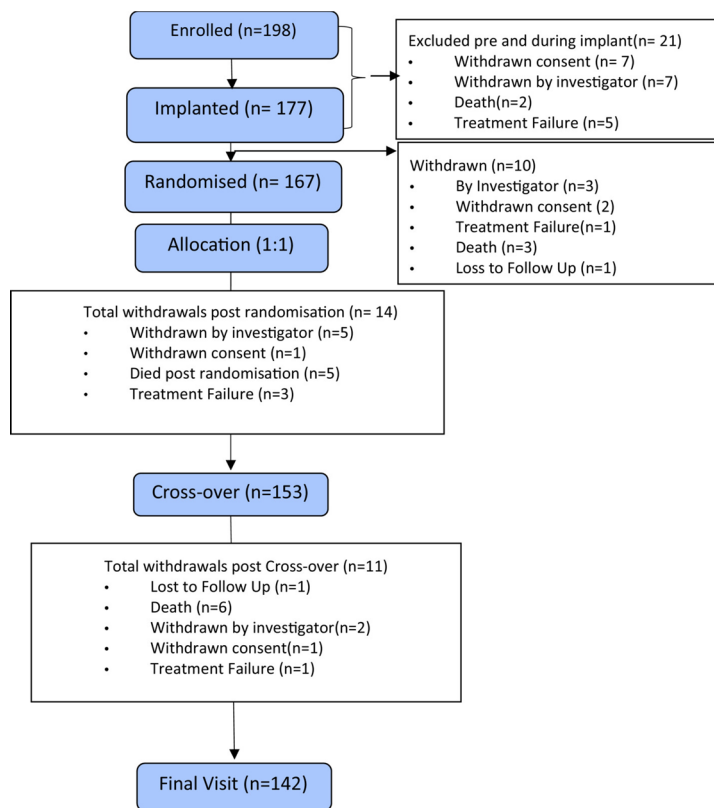 Enrolled (n=198)
Excluded pre and during implant(n= 21)
• Withdrawn consent (n= 7)
• Withdrawn by investigator (n=7)
• Death(n=2)
• Treatment Failure (n=5)
Implanted (n= 177)
Withdrawn (n=10)
• By Investigator (n=3)
• Withdrawn consent (2)
• Treatment Failure(n=1)
• Death (n=3)
• Loss to Follow Up (n=1)
Randomised (n= 167)
Allocation (1:1)
Total withdrawals post randomisation (n= 14)
• Withdrawn by investigator (n=5)
• Withdrawn consent (n=1)
• Died post randomisation (n=5)
• Treatment Failure (n=3)
Cross-over (n=153)
Total withdrawals post Cross-over (n=11)
• Lost to Follow Up (n=1)
• Death (n=6)
• Withdrawn by investigator(n=2)
• Withdrawn consent(n=1)
• Treatment Failure (n=1)
Final Visit (n=142)